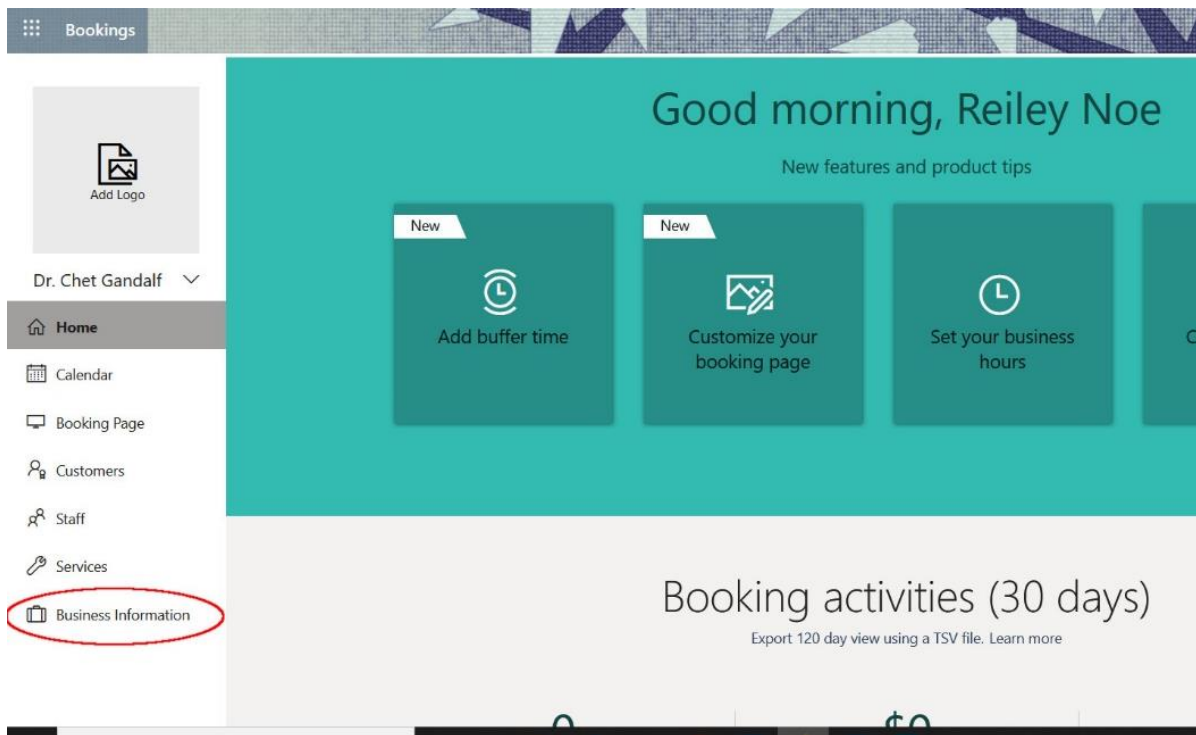 Bookings
Add Logo
Dr. Chet Gandalf
Home
Calendar
Booking Page
Customers
Staff
Services
Business Information
Good morning, Reiley Noe
New features and product tips
New
Add buffer time
New
Customize your
booking page
Set your business
hours
Booking activities (30 days)
Export 120 day view using a TSV file. Learn more